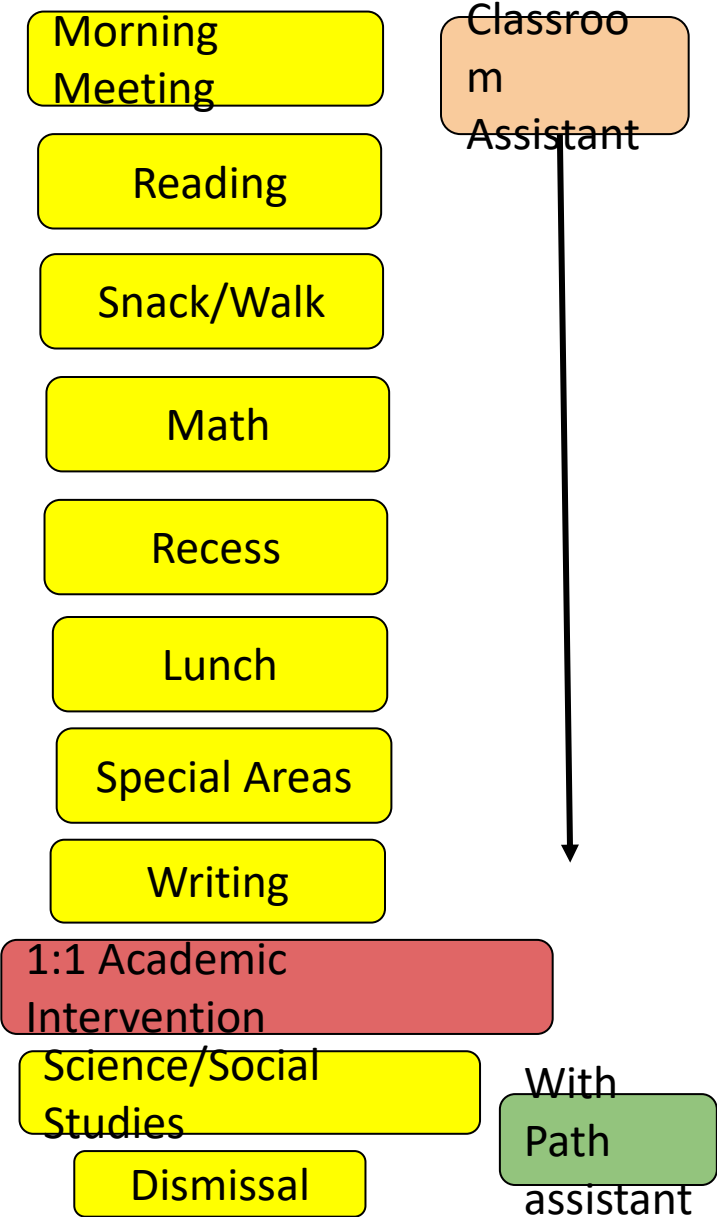 Morning
Meeting
Classroo
m
Assistant
Reading
Snack/Walk
Math
Recess
Lunch
Special Areas
Writing
1:1 Academic
Intervention
Science/Social
Studies
With
Path
assistant
Dismissal